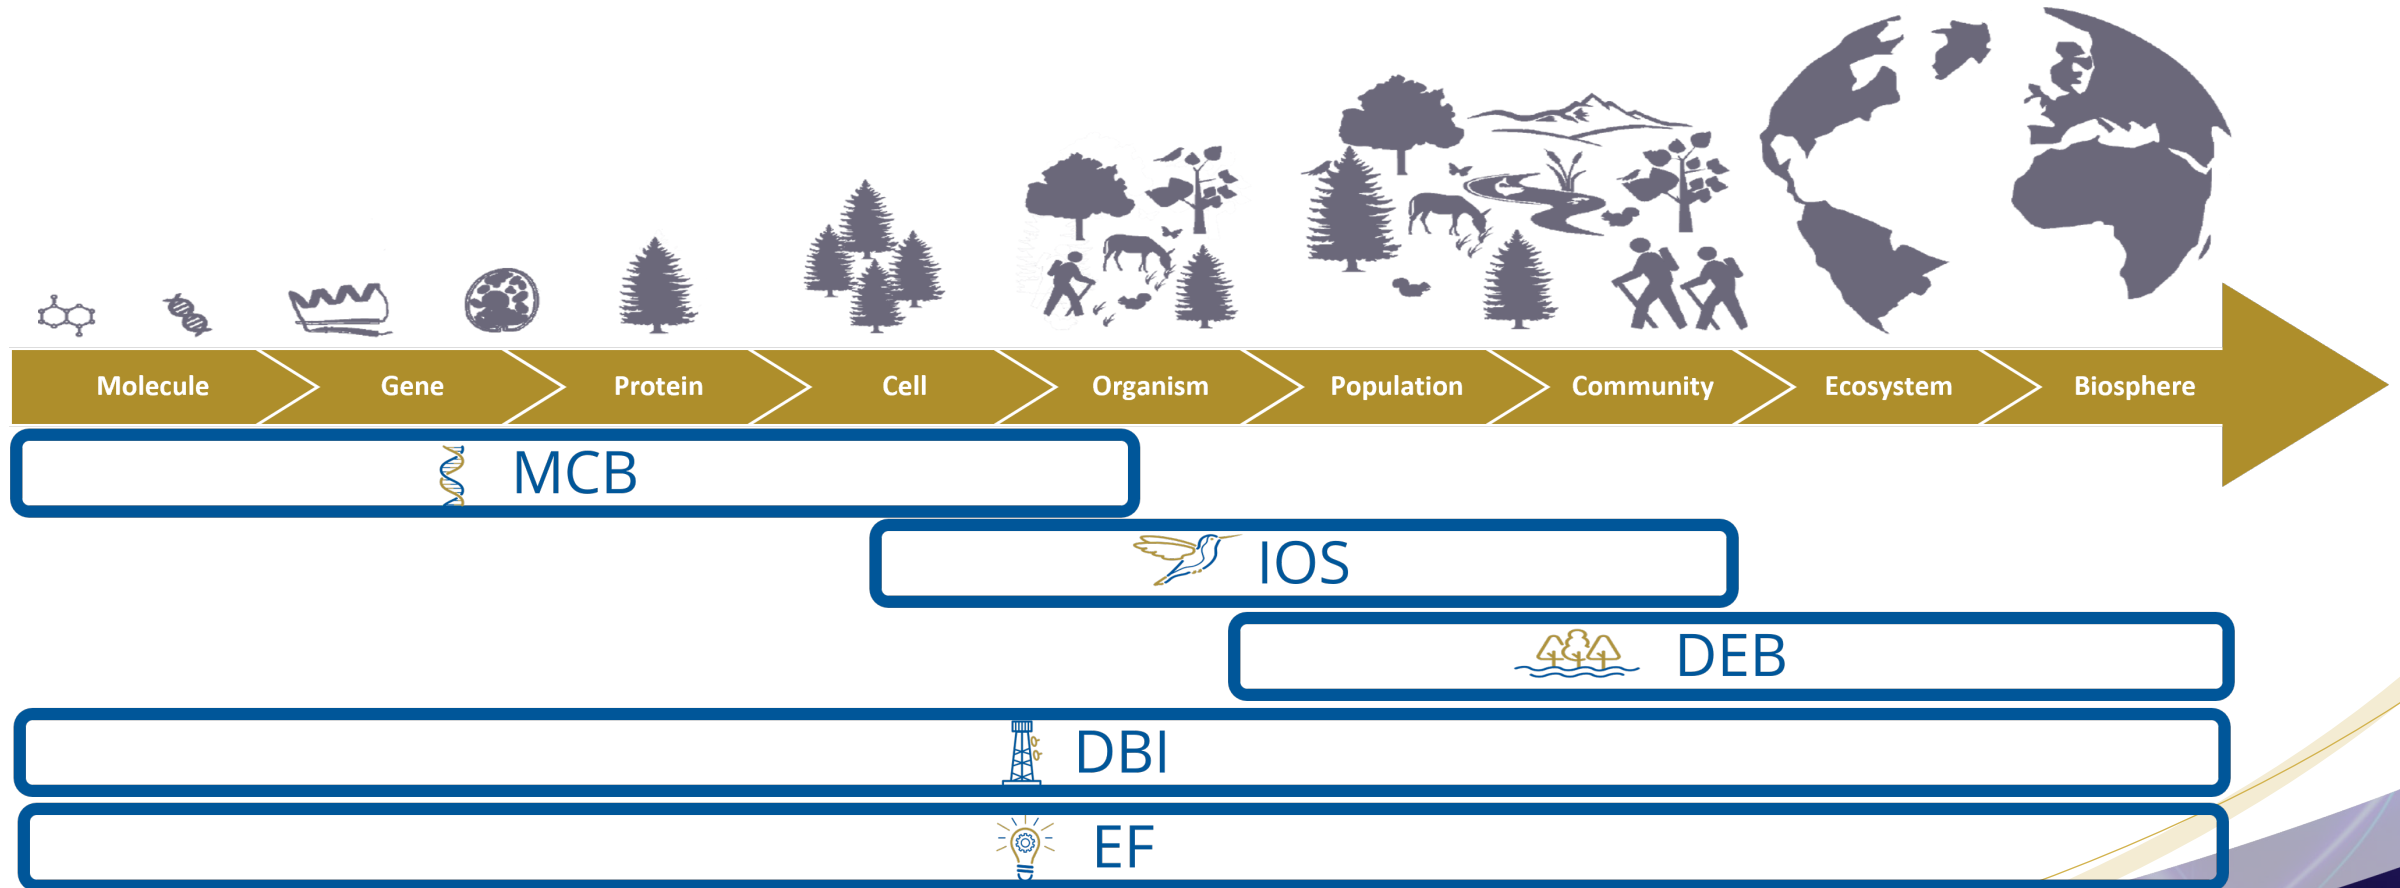 Molecule Gene Protein Cell Organism Population Community Ecosystem Biosphere
MCB
IOS
DEB
DBI
EF